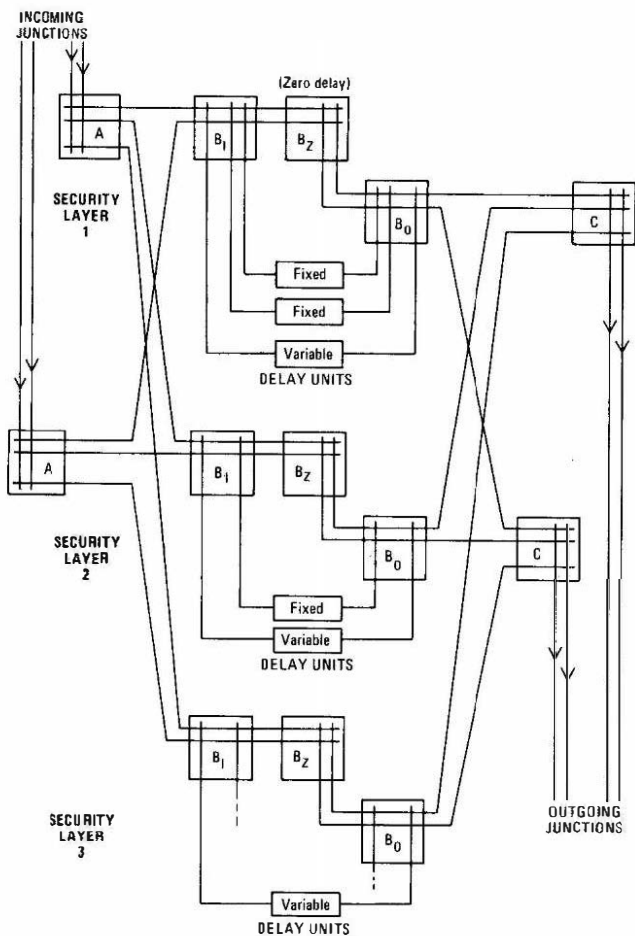 INCOMING
JUNCTIONS
(Zero delay)
A
B1
BZ
SECURITY
LAYER
1
B0
C
Fixed
Fixed
Variable
DELAY UNITS
A
B1
BZ
SECURITY
LAYER
2
B0
C
Fixed
Variable
DELAY UNITS
B1
BZ
SECURITY
LAYER
3
B0
OUTGOING
JUNCTIONS
Variable
DELAY UNITS